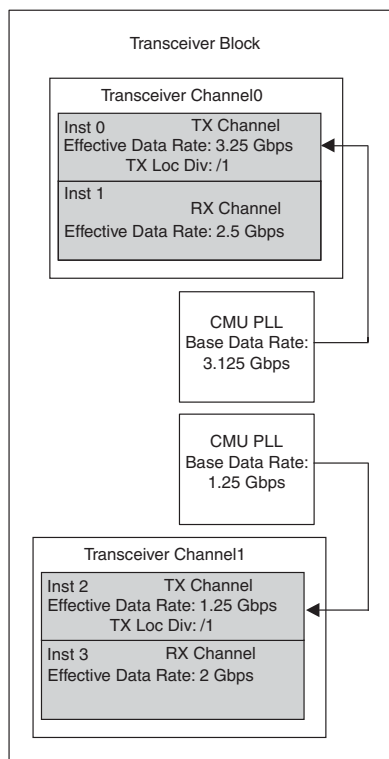 Transceiver Block
Transceiver Channel0
Inst 0 TX Channel
Effective Data Rate: 3.25 Gbps
TX Loc Div: /1
Inst 1
RX Channel
Effective Data Rate: 2.5 Gbps
CMU PLL
Base Data Rate:
3.125 Gbps
CMU PLL
Base Data Rate:
1.25 Gbps
Transceiver Channel1
Inst 2 TX Channel
Effective Data Rate: 1.25 Gbps
TX Loc Div: /1
Inst 3 RX Channel
Effective Data Rate: 2 Gbps